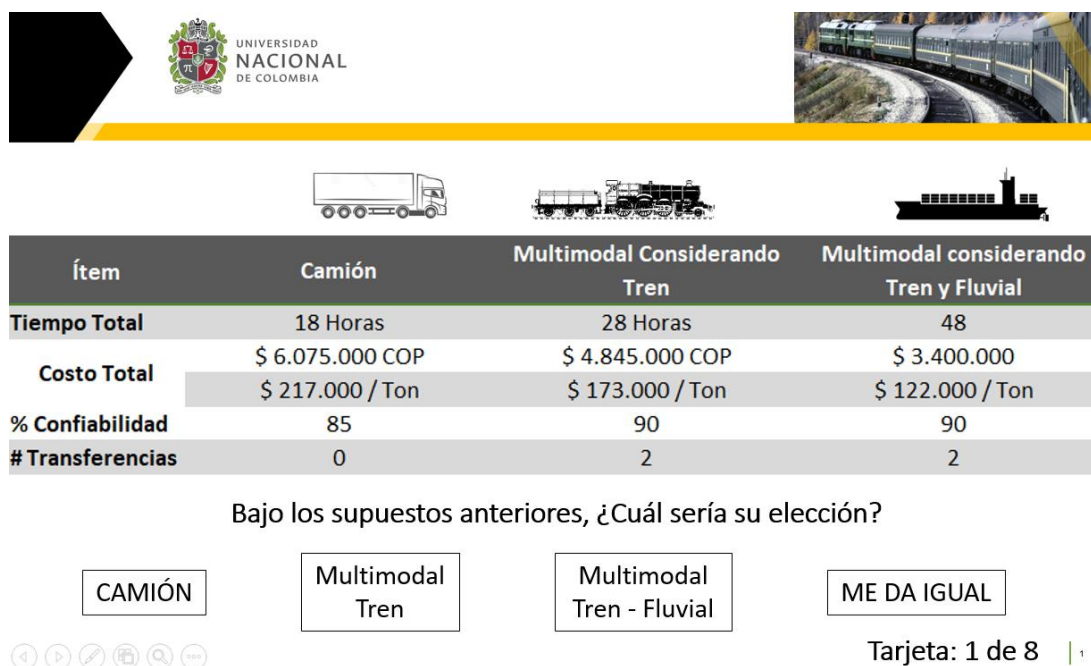 UNIVERSIDAD
NACIONAL
DE COLOMBIA
Ítem
Camión
Multimodal Considerando
Tren
Multimodal considerando
Tren y Fluvial
Tiempo Total 18 Horas 28 Horas 48
Costo Total
$ 6.075.000 COP $ 4.845.000 COP $ 3.400.000
$ 217.000 / Ton $ 173.000 / Ton $ 122.000 / Ton
% Confiabilidad 85 90 90
# Transferencias 0 2 2
Bajo los supuestos anteriores, ¿Cuál sería su elección?
CAMIÓN
Multimodal
Tren
Multimodal
Tren - Fluvial
ME DA IGUAL
Tarjeta: 1 de 8
1